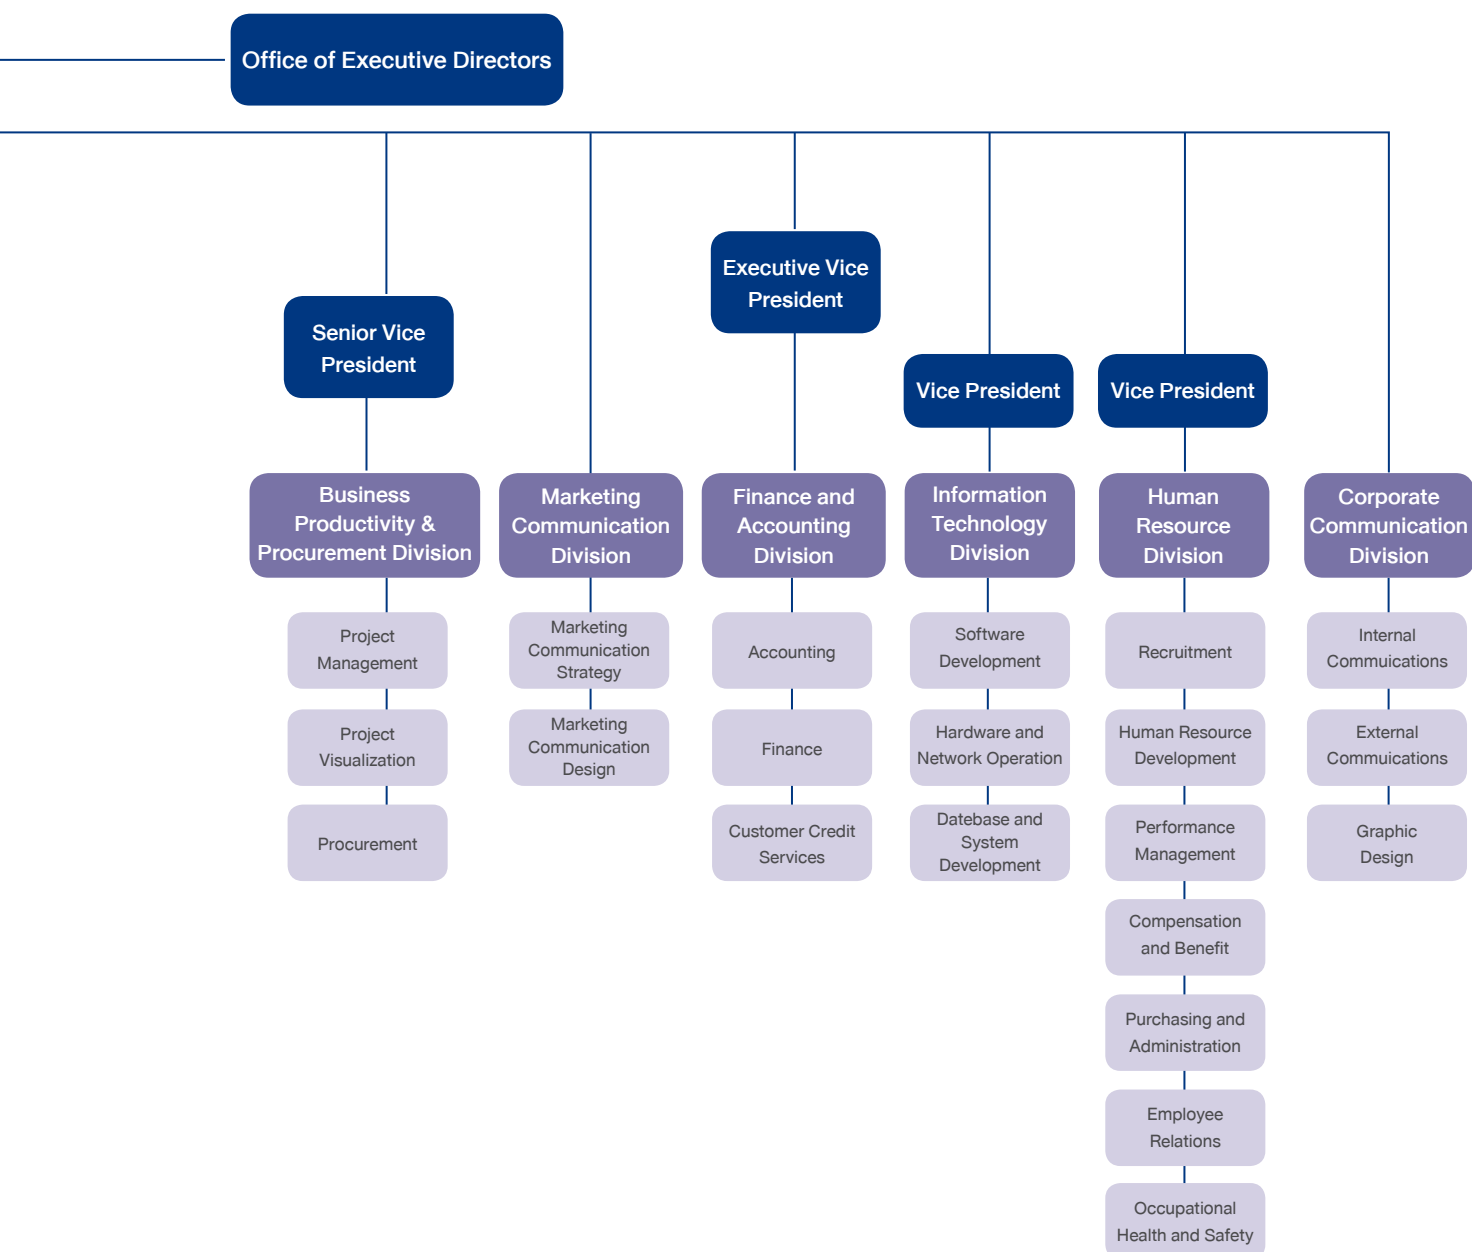 Office of Executive Directors
Executive Vice
President
Senior Vice
President
Vice President
Vice President
Business
Productivity &
Procurement Division
Marketing
Communication
Division
Finance and
Accounting
Division
Information
Technology
Division
Human
Resource
Division
Corporate
Communication
Division
Project
Management
Marketing
Communication
Strategy
Accounting
Software
Development
Recruitment
Internal
Commuications
Project
Visualization
Marketing
Communication
Design
Finance
Hardware and
Network Operation
Human Resource
Development
External
Commuications
Procurement
Customer Credit
Services
Datebase and
System
Development
Performance
Management
Graphic
Design
Compensation
and Benefit
Purchasing and
Administration
Employee
Relations
Occupational
Health and Safety